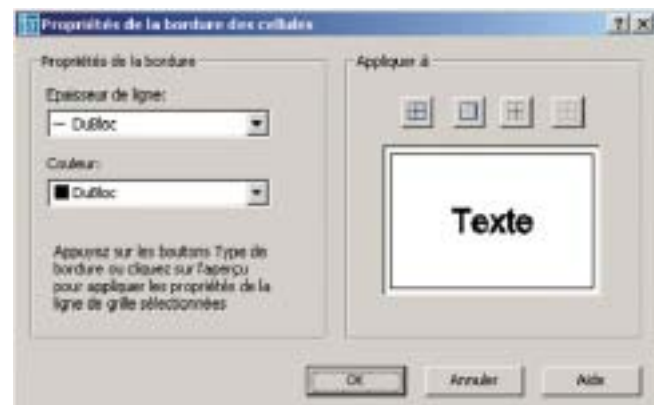 Propriétés de la bordure des cellules
Propriétés de la bordure
Epaisseur de ligne:
DuBloc
Couleur:
DuBloc
Appuyez sur les boutons Type de
bordure ou cliquez sur l'aperçu
pour appliquer les propriétés de la
ligne de grille sélectionnées
Appliquer à
Texte
OK
Annuler
Aide